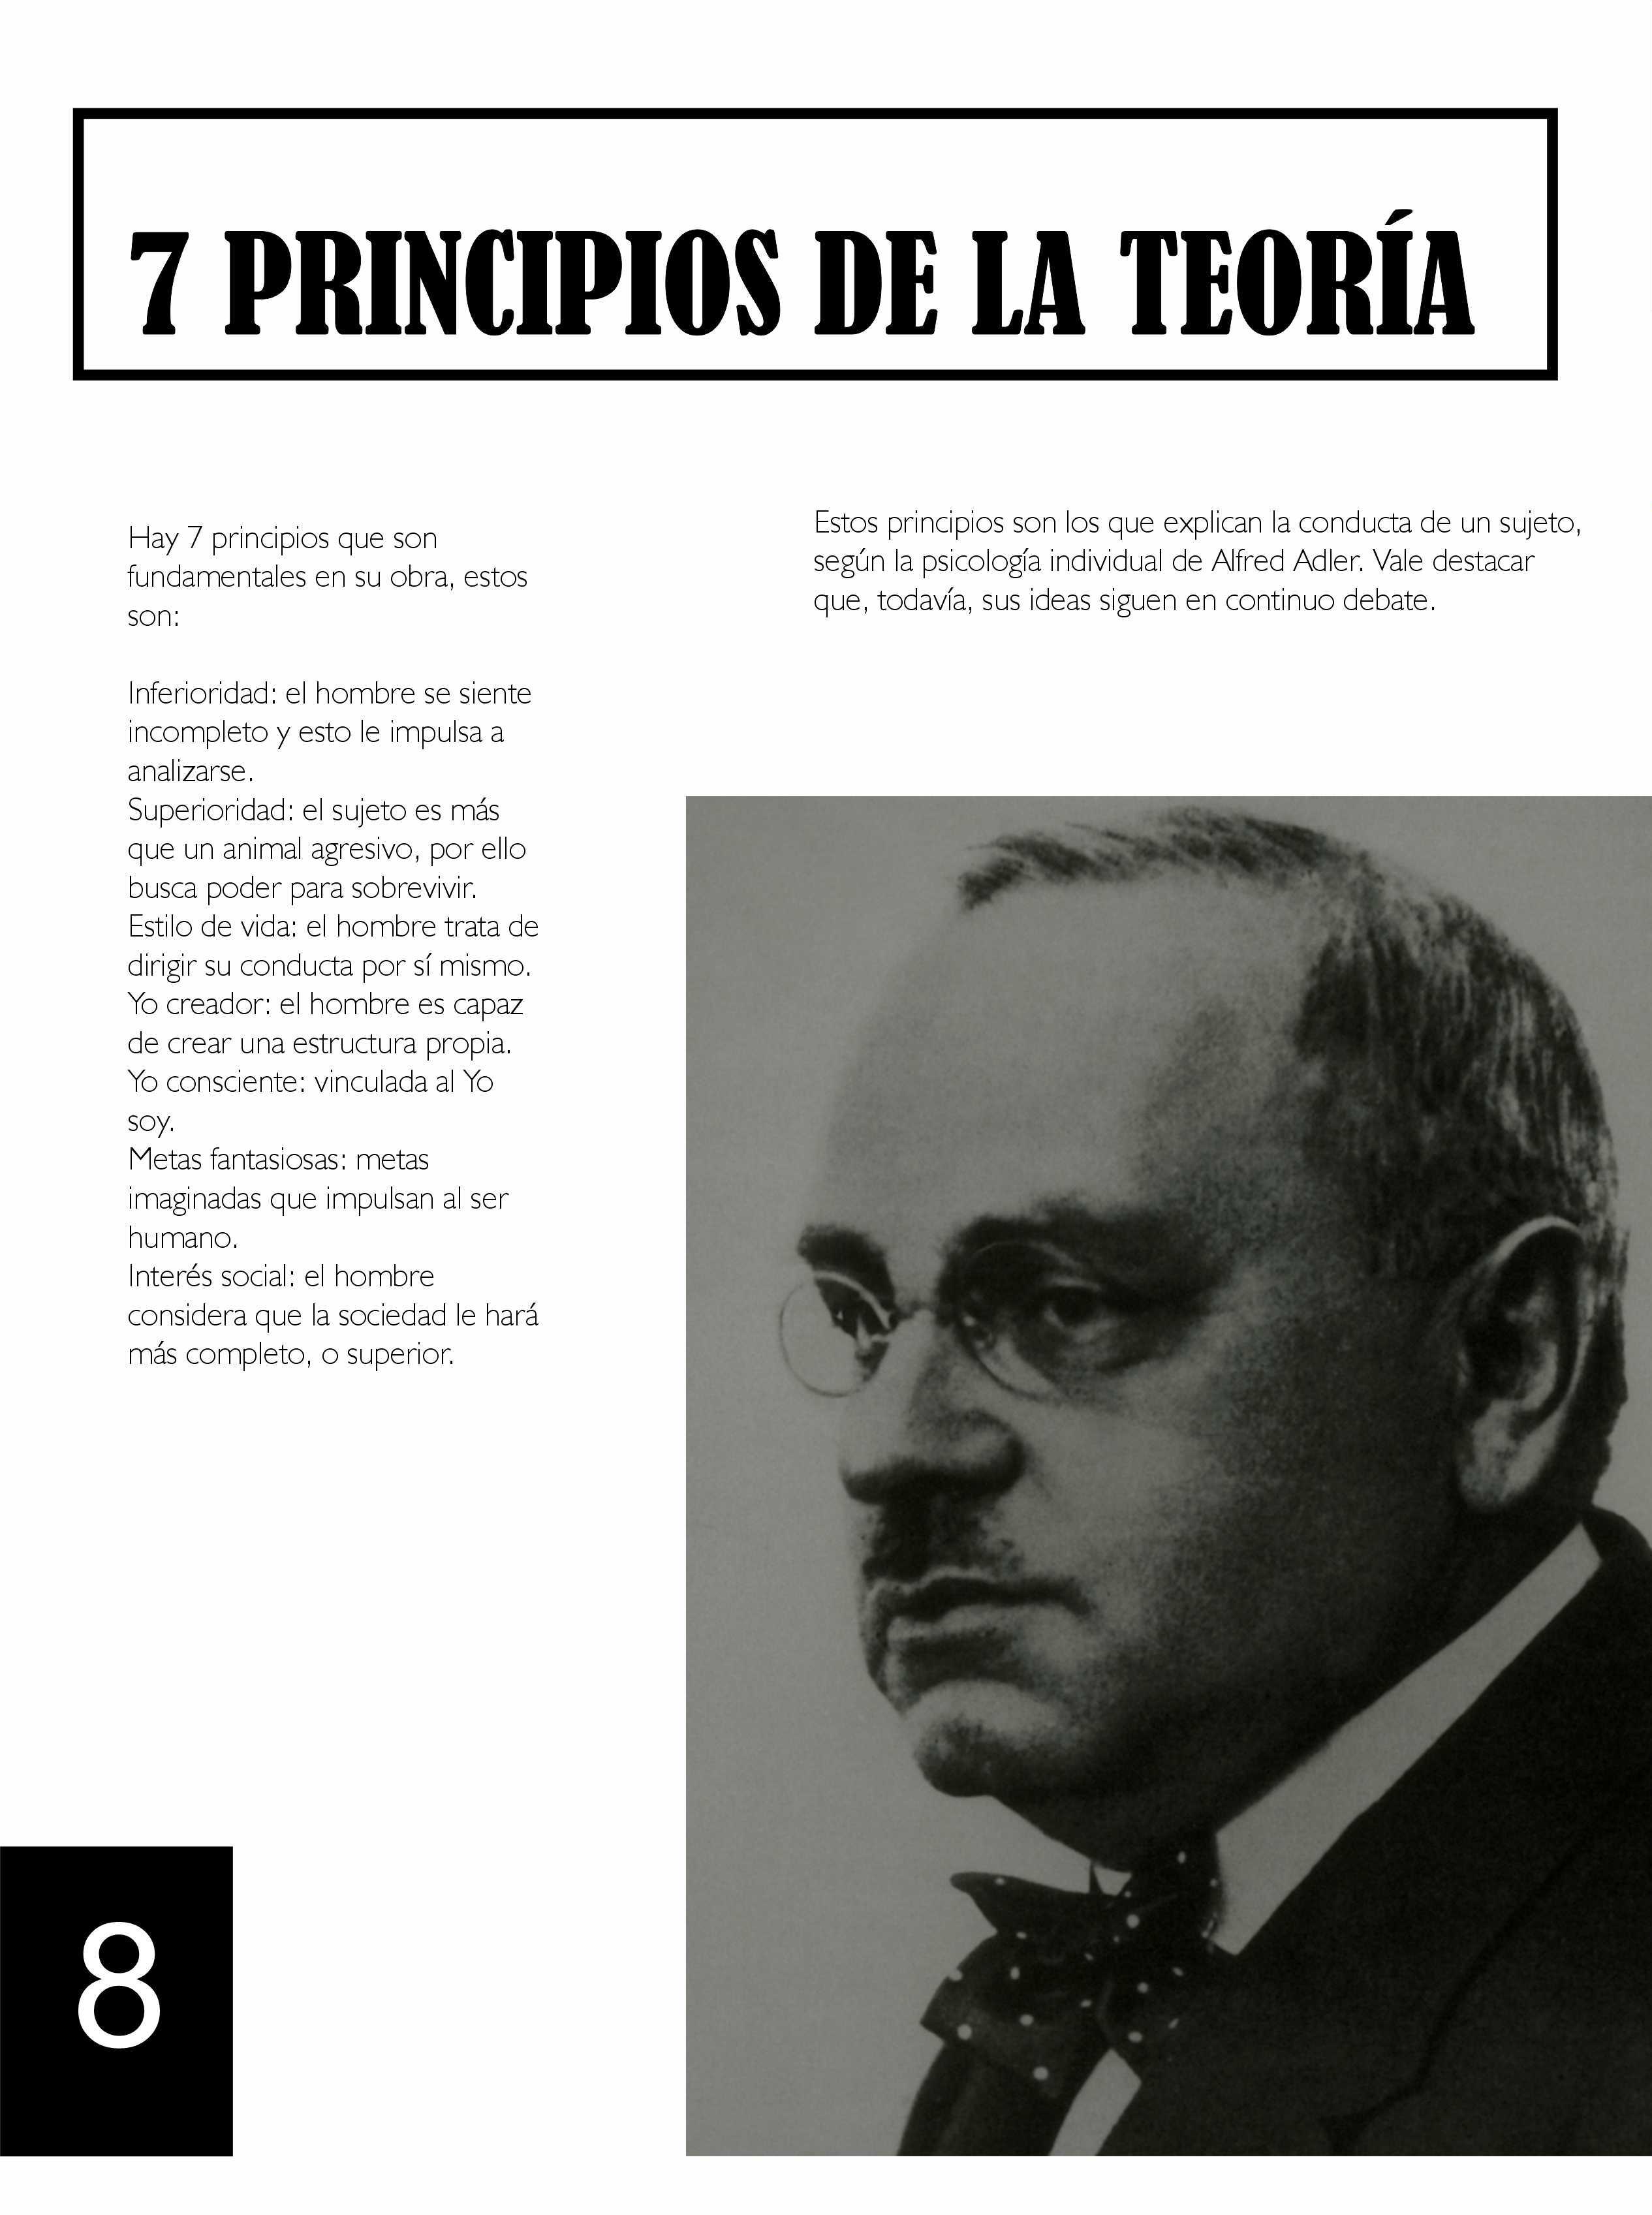 7 PRINCIPIOS DE LA TEORÍA
Hay 7 principios que son
fundamentales en su obra, estos
son:
Inferioridad: el hombre se siente
incompleto y esto le impulsa a
analizarse.
Superioridad: el sujeto es más
que un animal agresivo, por ello
busca poder para sobrevivir.
Estilo de vida: el hombre trata de
dirigir su conducta por sí mismo.
Yo creador: el hombre es capaz
de crear una estructura propia.
Yo consciente: vinculada al Yo
soy.
Metas fantasiosas: metas
imaginadas que impulsan al ser
humano.
Interés social: el hombre
considera que la sociedad le hará
más completo, o superior.
Estos principios son los que explican la conducta de un sujeto,
según la psicología individual de Alfred Adler. Vale destacar
que, todavía, sus ideas siguen en continuo debate.
8